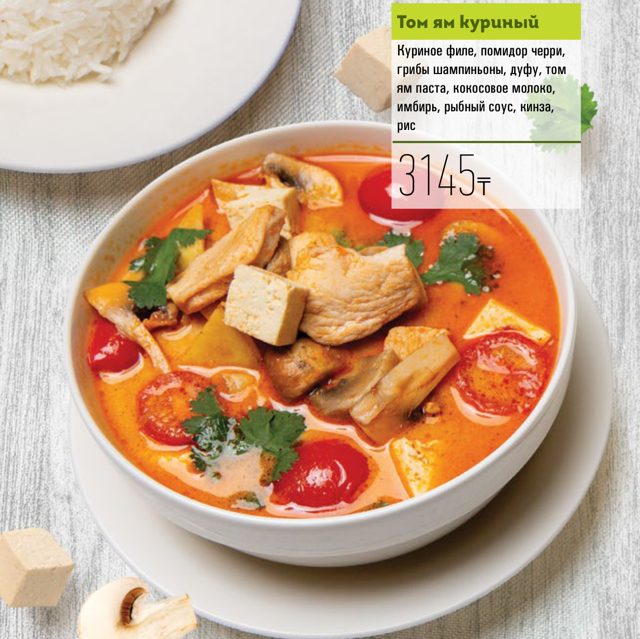 Том ям куриный
Куриное филе, помидор черри,
грибы шампиньоны, дуфу, том
ям паста, кокосовое молоко,
имбирь, рыбный соус, кинза,
рис
3145₸